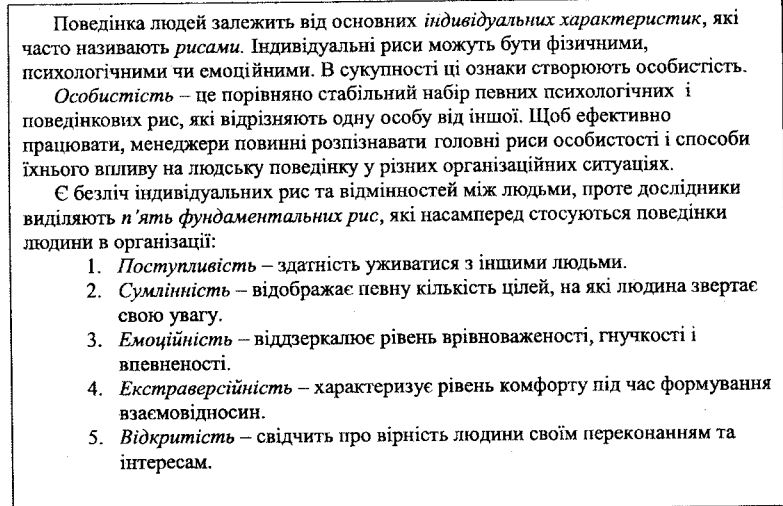 Поведінка людей залежить від основних індивідуальних характеристик, які
часто називають рисами. Індивідуальні риси можуть бути фізичними,
психологічними чи емоційними. В сукупності ці ознаки створюють особистість.
Особистість – це порівняно стабільний набір певних психологічних і
поведінкових рис, які відрізняють одну особу від іншої. Щоб ефективно
працювати, менеджери повинні розпізнавати головні риси особистості і способи
їхнього впливу на людську поведінку у різних організаційних ситуаціях.
Є безліч індивідуальних рис та відмінностей між людьми, проте дослідники
виділяють п'ять фундаментальних рис, які насамперед стосуються поведінки
людини в організації:
1. Поступливість – здатність уживатися з іншими людьми.
2. Сумлінність – відображає певну кількість цілей, на які людина звертає
свою увагу.
3. Емоційність – віддзеркалює рівень врівноваженості, гнучкості і
впевненості.
4. Екстраверсійність – характеризує рівень комфорту під час формування
взаємовідносин.
5. Відкритість – свідчить про вірність людини своїм переконанням та
інтересам.